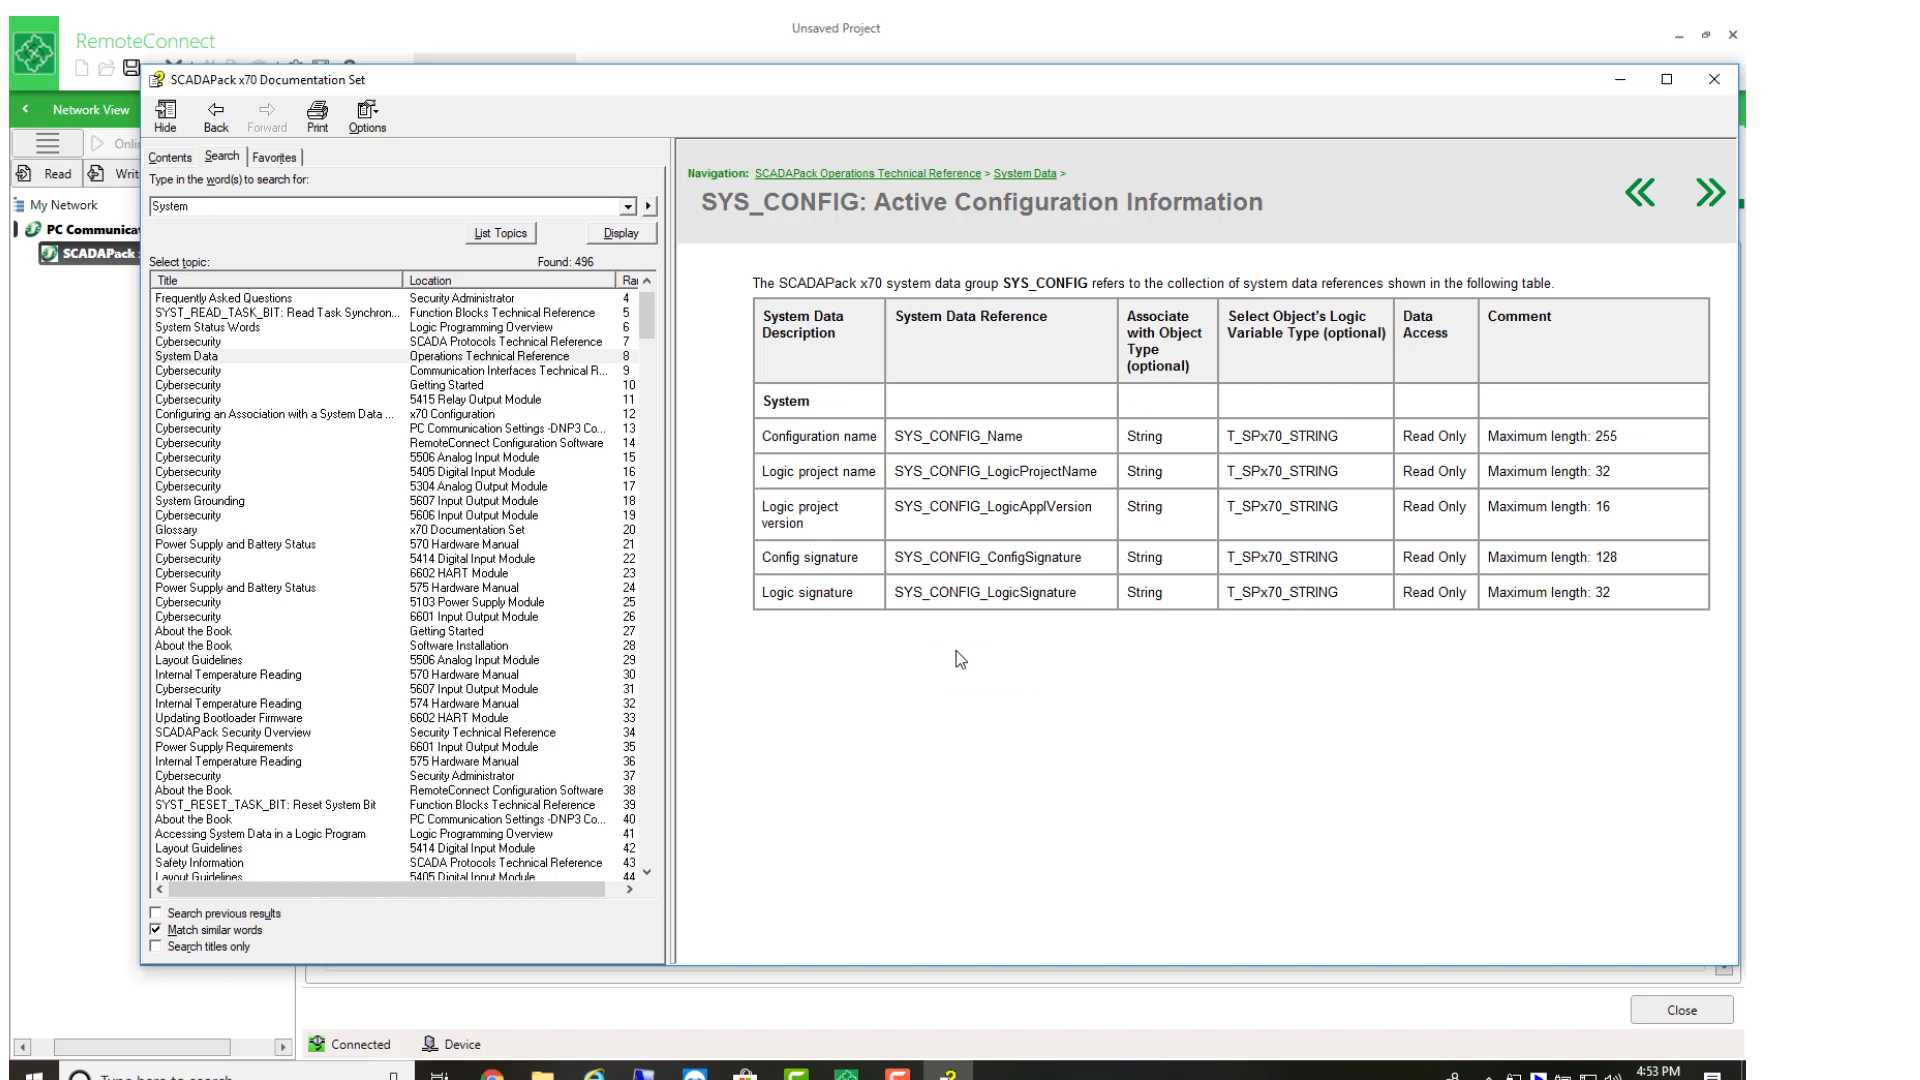 Unsaved Project
RemoteConnect
SCADAPack x70 Documentation Set
Network View
Hide
Back
Forward
Print
Options
Read
Contents
Search
Favorites
Type in the word(s) to search for:
System
List Topics
Display
Select topic:
Found: 496
Title Location
Frequently Asked Questions Security Administrator 4
SYST_READ_TASK_BIT: Read Task Synchron... Function Blocks Technical Reference 5
System Status Words Logic Programming Overview 6
Cybersecurity SCADA Protocols Technical Reference 7
System Data Operations Technical Reference 8
Cybersecurity Communication Interfaces Technical R... 9
Cybersecurity Getting Started 10
Cybersecurity 5415 Relay Output Module 11
Configuring an Association with a System Data ... x70 Configuration 12
Cybersecurity PC Communication Settings -DNP3 Co... 13
Cybersecurity RemoteConnect Configuration Software 14
Cybersecurity 5506 Analog Input Module 15
Cybersecurity 5405 Digital Input Module 16
Cybersecurity 5304 Analog Output Module 17
System Grounding 5607 Input Output Module 18
Cybersecurity 5606 Input Output Module 19
Glossary x70 Documentation Set 20
Power Supply and Battery Status 570 Hardware Manual 21
Cybersecurity 5414 Digital Input Module 22
Cybersecurity 6602 HART Module 23
Power Supply and Battery Status 575 Hardware Manual 24
Cybersecurity 5103 Power Supply Module 25
Cybersecurity 6601 Input Output Module 26
About the Book Getting Started 27
About the Book Software Installation 28
Layout Guidelines 5506 Analog Input Module 29
Internal Temperature Reading 570 Hardware Manual 30
Cybersecurity 5607 Input Output Module 31
Internal Temperature Reading 574 Hardware Manual 32
Updating Bootloader Firmware 6602 HART Module 33
SCADAPack Security Overview Security Technical Reference 34
Power Supply Requirements 6601 Input Output Module 35
Internal Temperature Reading 575 Hardware Manual 36
Cybersecurity Security Administrator 37
About the Book RemoteConnect Configuration Software 38
SYST_RESET_TASK_BIT: Reset System Bit Function Blocks Technical Reference 39
About the Book PC Communication Settings -DNP3 Co... 40
Accessing System Data in a Logic Program Logic Programming Overview 41
Layout Guidelines 5414 Digital Input Module 42
Safety Information SCADA Protocols Technical Reference 43
Layout Guidelines 5405 Digital Input Module 44
Search previous results
Match similar words
Search titles only
My Network
PC Communica
SCADAPack
Navigation: SCADAPack Operations Technical Reference > System Data >
SYS_CONFIG: Active Configuration Information
The SCADAPack x70 system data group SYS_CONFIG refers to the collection of system data references shown in the following table.
System Data Description | System Data Reference | Associate with Object Type (optional) | Select Object's Logic Variable Type (optional) | Data Access | Comment
System
Configuration name SYS_CONFIG_Name String T_SPx70_STRING Read Only Maximum length: 255
Logic project name SYS_CONFIG_LogicProjectName String T_SPx70_STRING Read Only Maximum length: 32
Logic project version SYS_CONFIG_LogicApplVersion String T_SPx70_STRING Read Only Maximum length: 16
Config signature SYS_CONFIG_ConfigSignature String T_SPx70_STRING Read Only Maximum length: 128
Logic signature SYS_CONFIG_LogicSignature String T_SPx70_STRING Read Only Maximum length: 32
Close
Connected
Device
Type here to search
4:53 PM